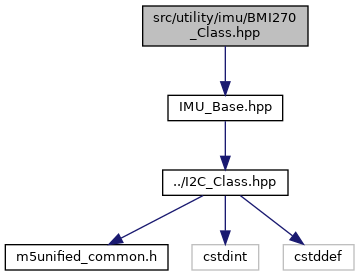 src/utility/imu/BMI270
_Class.hpp
IMU_Base.hpp
../I2C_Class.hpp
m5unified_common.h
cstdint
cstddef